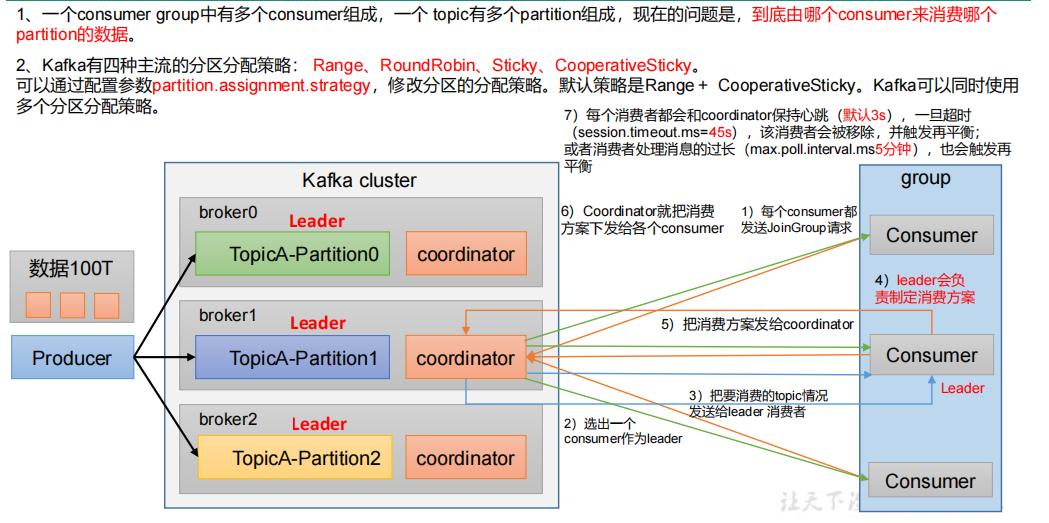 1、一个consumer group中有多个consumer组成，一个 topic有多个partition组成，现在的问题是，到底由哪个consumer来消费哪个
partition的数据。
2、Kafka有四种主流的分区分配策略： Range、RoundRobin、Sticky、CooperativeSticky。
可以通过配置参数partition.assignment.strategy，修改分区的分配策略。默认策略是Range + CooperativeSticky。Kafka可以同时使用
多个分区分配策略。
7）每个消费者都会和coordinator保持心跳（默认3s），一旦超时
（session.timeout.ms=45s），该消费者会被移除，并触发再平衡；
或者消费者处理消息的过长（max.poll.interval.ms5分钟），也会触发再
平衡
Kafka cluster
group
broker0
Leader
TopicA-Partition0
coordinator
6）Coordinator就把消费
方案下发给各个consumer
1）每个consumer都
发送JoinGroup请求
Consumer
数据100T
Producer
broker1
Leader
TopicA-Partition1
coordinator
4）leader会负
责制定消费方案
5）把消费方案发给coordinator
Consumer
Leader
3）把要消费的topic情况
发送给leader 消费者
2）选出一个
consumer作为leader
broker2
Leader
TopicA-Partition2
coordinator
Consumer
让天下没